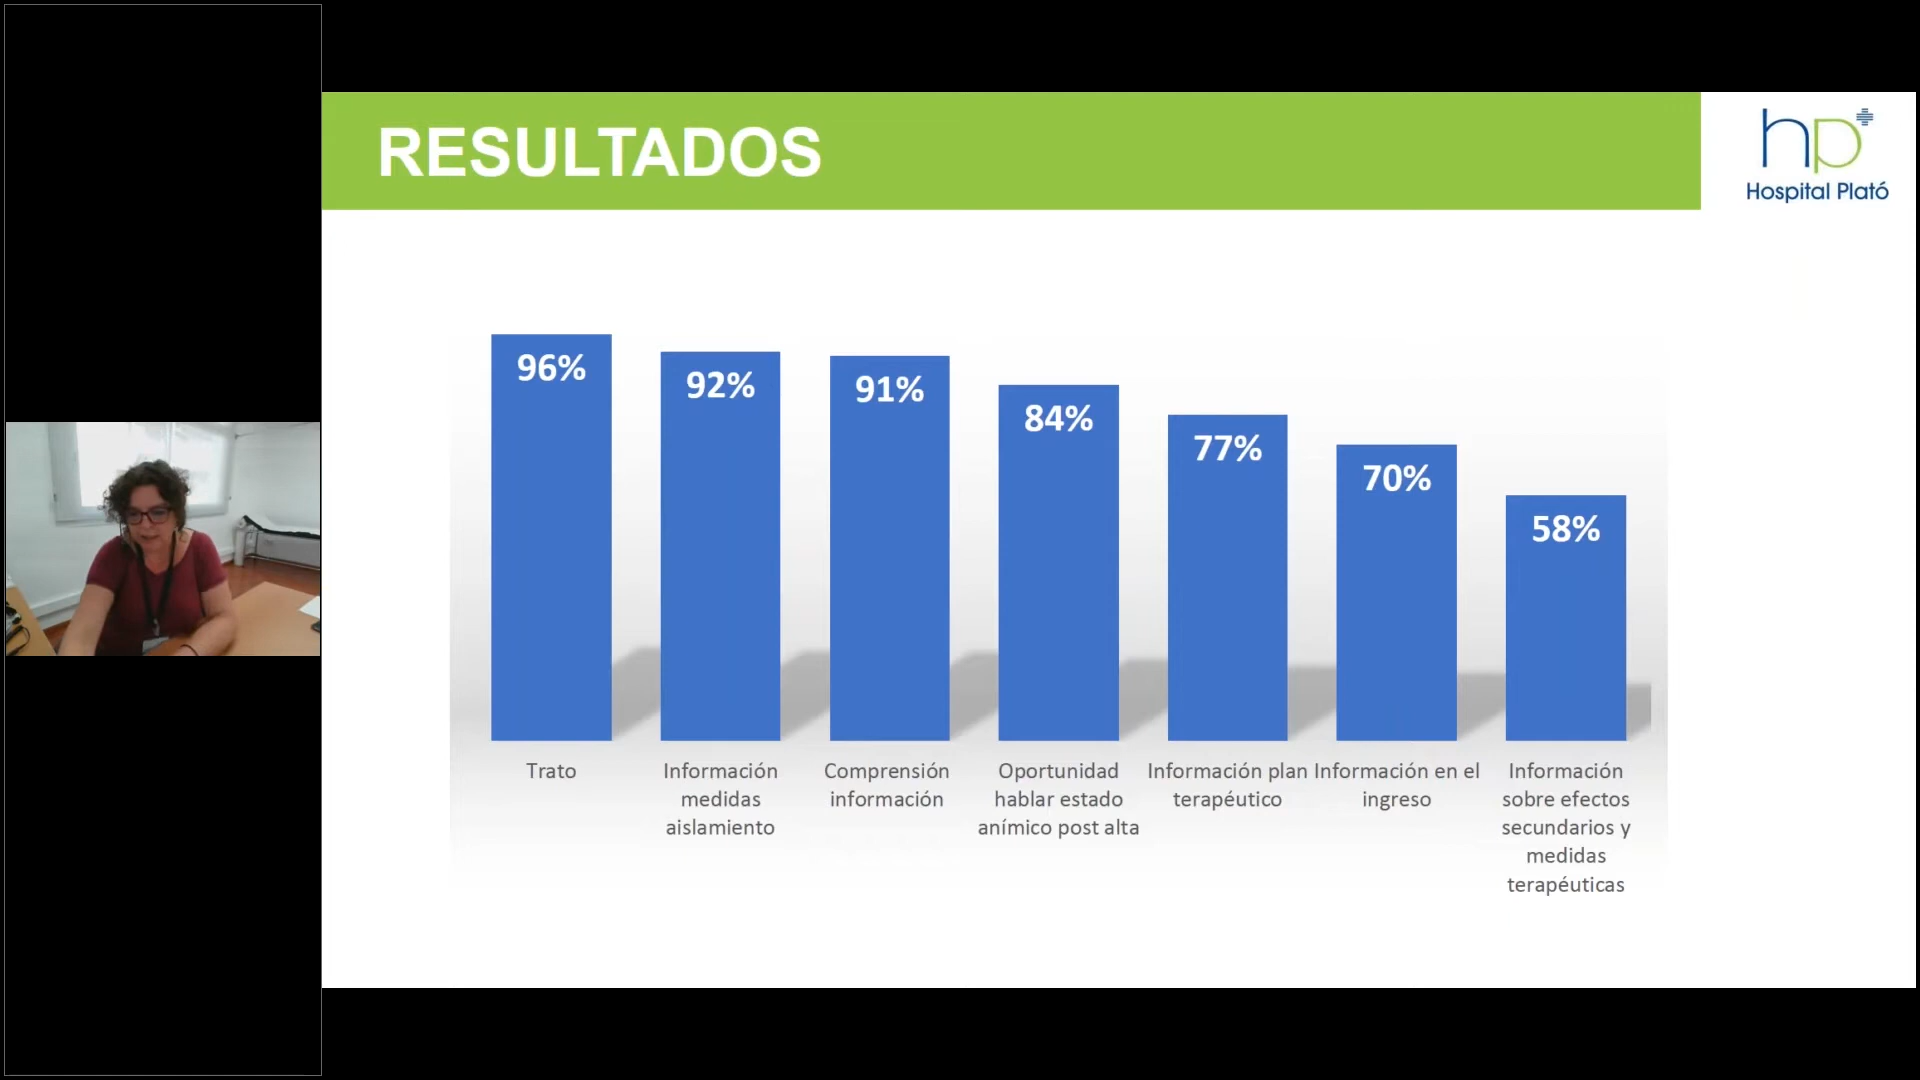 RESULTADOS
hp
Hospital Plató
96%
92%
91%
84%
77%
70%
58%
Trato
Información
medidas
aislamiento
Comprensión
información
Oportunidad
hablar estado
anímico post alta
Información plan
terapéutico
Información en el
ingreso
Información
sobre efectos
secundarios y
medidas
terapéuticas